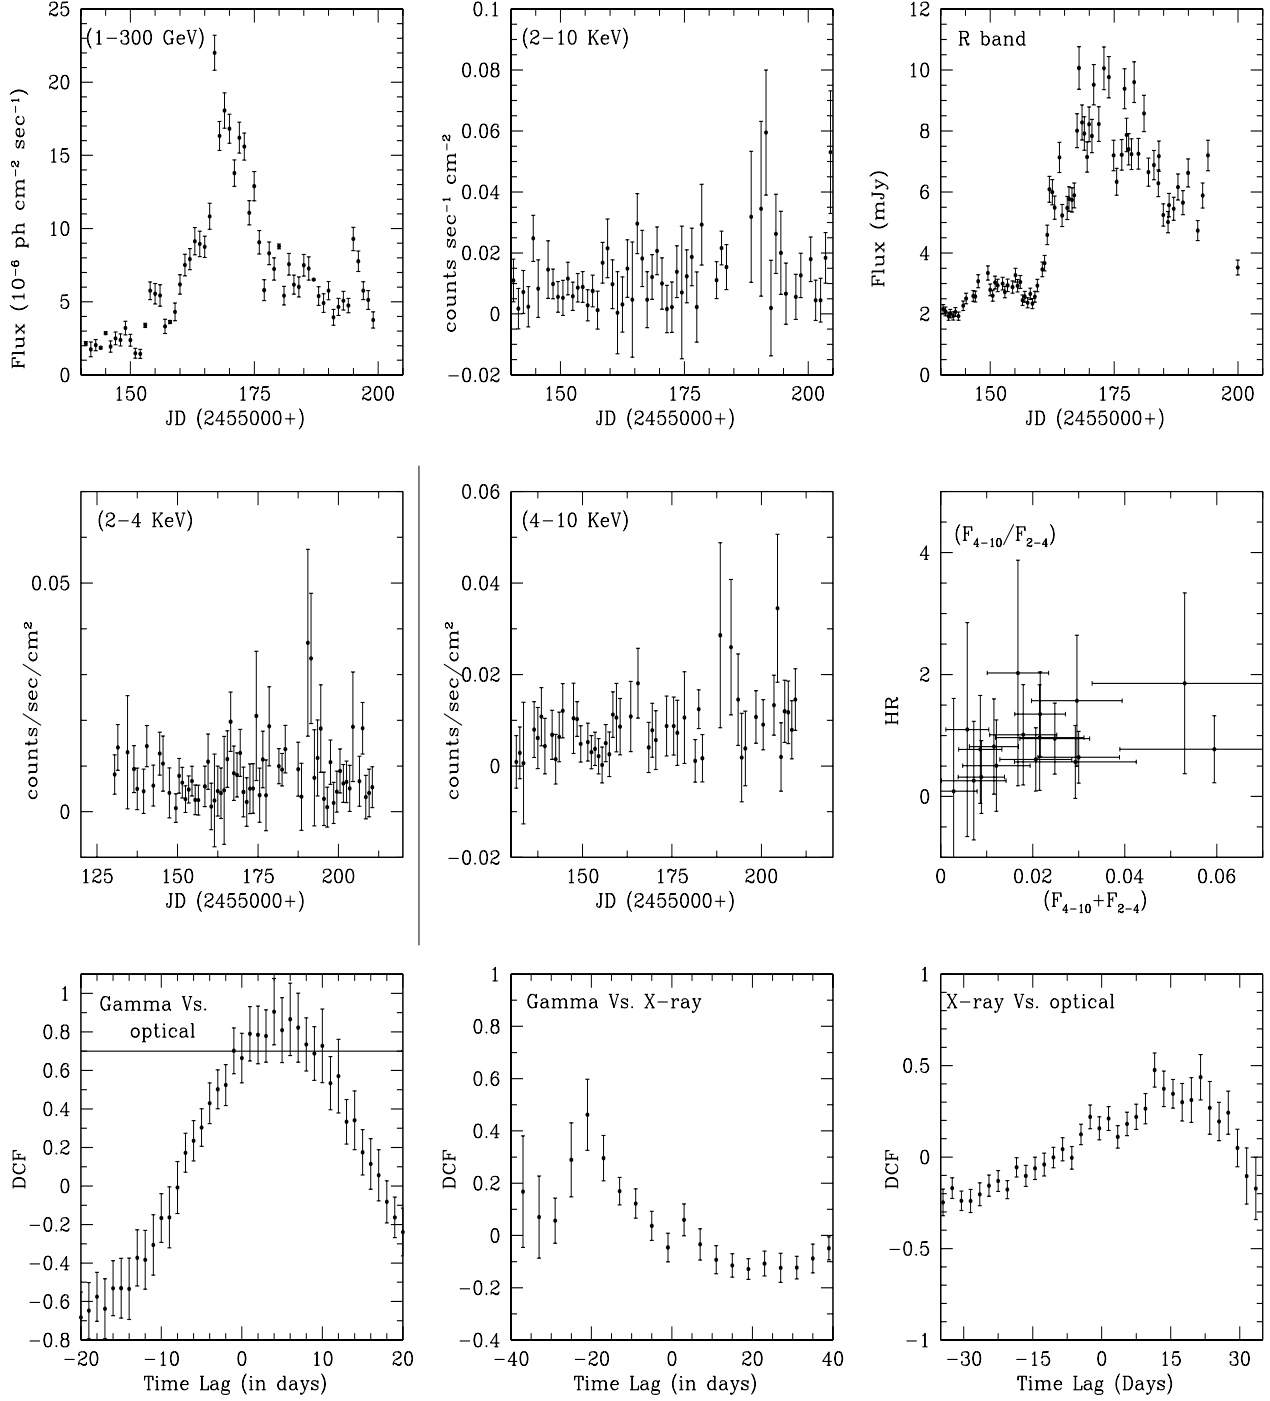 25
20
15
10
5
0
(1−300 GeV)
Flux (10⁻⁶ ph cm⁻² sec⁻¹)
150 175 200
JD (2455000+)
0.1
0.08
0.06
0.04
0.02
0
−0.02
(2−10 KeV)
counts sec⁻¹ cm⁻²
150 175 200
JD (2455000+)
12
10
8
6
4
2
0
R band
Flux (mJy)
150 175 200
JD (2455000+)
0.05
0
(2−4 KeV)
counts/sec/cm²
125 150 175 200
JD (2455000+)
0.06
0.04
0.02
0
−0.02
(4−10 KeV)
counts/sec/cm²
150 175 200
JD (2455000+)
4
2
0
(F₄₋₁₀/F₂₋₄)
HR
0 0.02 0.04 0.06
(F₄₋₁₀+F₂₋₄)
1
0.8
0.6
0.4
0.2
0
−0.2
−0.4
−0.6
−0.8
Gamma Vs.
optical
DCF
−20 −10 0 10 20
Time Lag (in days)
1
0.8
0.6
0.4
0.2
0
−0.2
−0.4
Gamma Vs. X−ray
DCF
−40 −20 0 20 40
Time Lag (in days)
1
0.5
0
−0.5
−1
X−ray Vs. optical
DCF
−30 −15 0 15 30
Time Lag (Days)